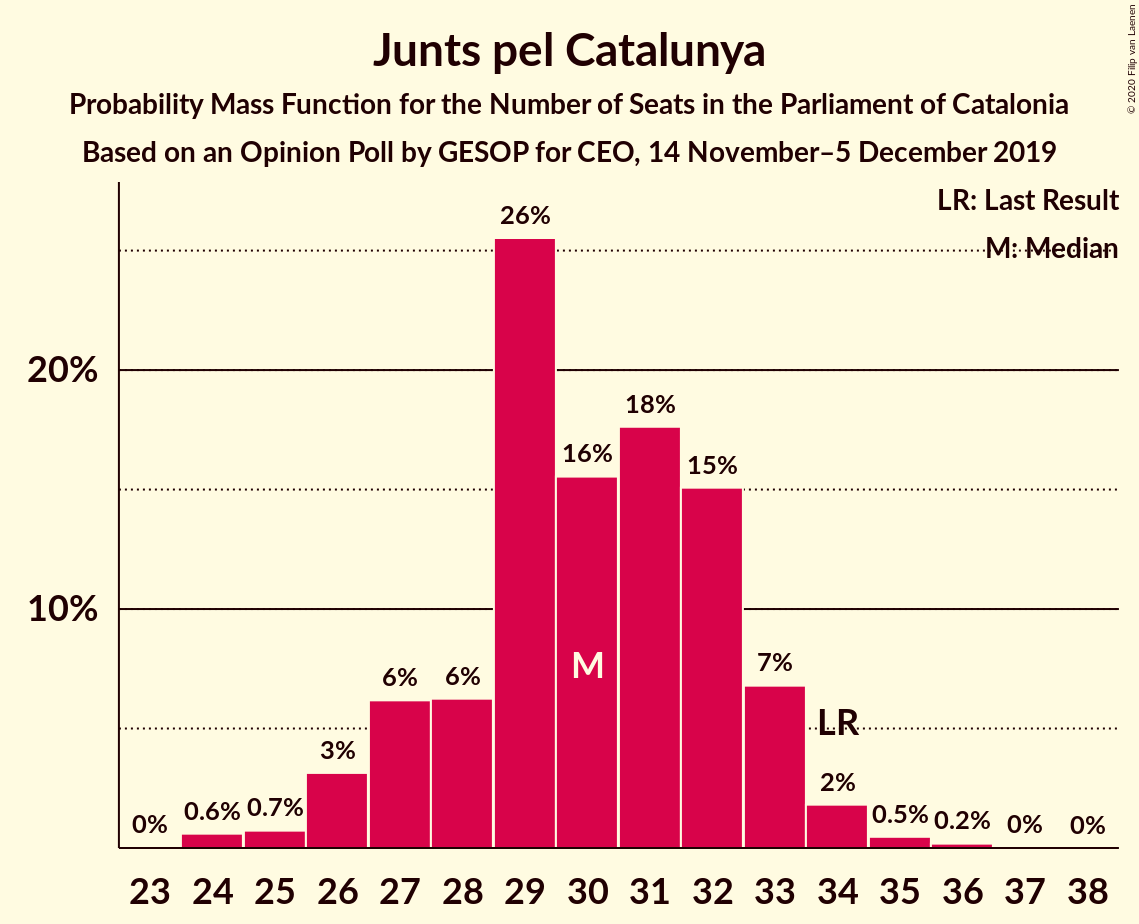 Junts pel Catalunya
Probability Mass Function for the Number of Seats in the Parliament of Catalonia
Based on an Opinion Poll by GESOP for CEO, 14 November–5 December 2019
© 2020 Filip van Laenen
LR: Last Result
M: Median
26%
20%
18%
16%
15%
10%
7%
6%
6%
M
LR
3%
2%
0%
0.6%
0.7%
0.5%
0.2%
0%
0%
23 24 25 26 27 28 29 30 31 32 33 34 35 36 37 38